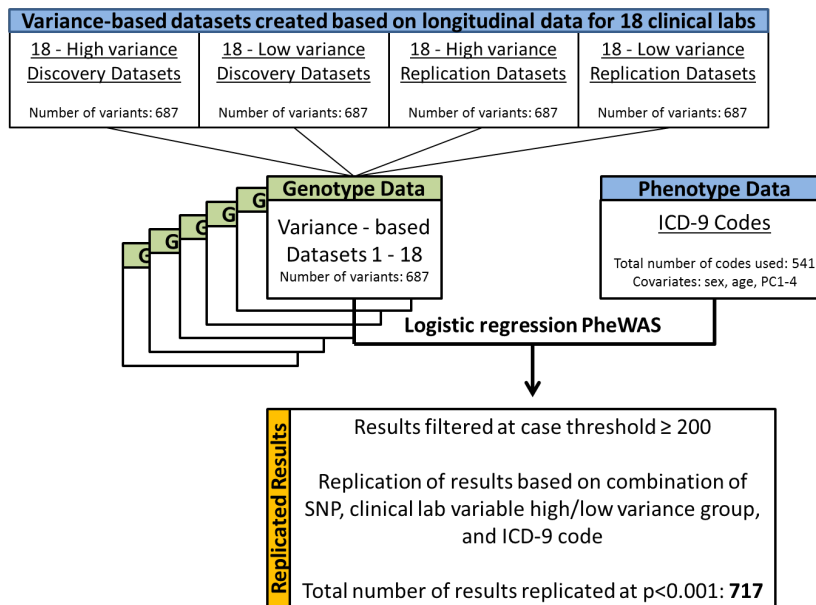 Variance-based datasets created based on longitudinal data for 18 clinical labs
18 - High variance
Discovery Datasets
Number of variants: 687
18 - Low variance
Discovery Datasets
Number of variants: 687
18 - High variance
Replication Datasets
Number of variants: 687
18 - Low variance
Replication Datasets
Number of variants: 687
G
G
G
G
G
Genotype Data
Variance - based
Datasets 1 - 18
Number of variants: 687
Phenotype Data
ICD-9 Codes
Total number of codes used: 541
Covariates: sex, age, PC1-4
Logistic regression PheWAS
Replicated Results
Results filtered at case threshold ≥ 200
Replication of results based on combination of
SNP, clinical lab variable high/low variance group,
and ICD-9 code
Total number of results replicated at p<0.001: 717